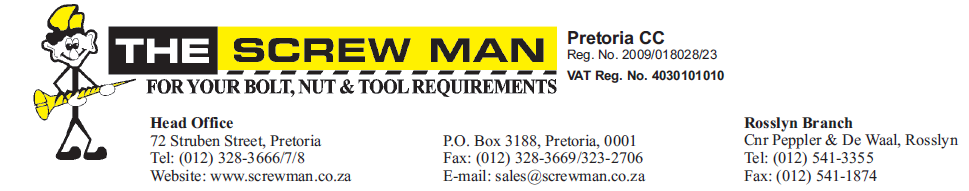 THE SCREW MAN
FOR YOUR BOLT, NUT & TOOL REQUIREMENTS
Pretoria CC
Reg. No. 2009/018028/23
VAT Reg. No. 4030101010
Head Office
72 Struben Street, Pretoria
Tel: (012) 328-3666/7/8
Website: www.screwman.co.za
P.O. Box 3188, Pretoria, 0001
Fax: (012) 328-3669/323-2706
E-mail: sales@screwman.co.za
Rosslyn Branch
Cnr Peppler & De Waal, Rosslyn
Tel: (012) 541-3355
Fax: (012) 541-1874